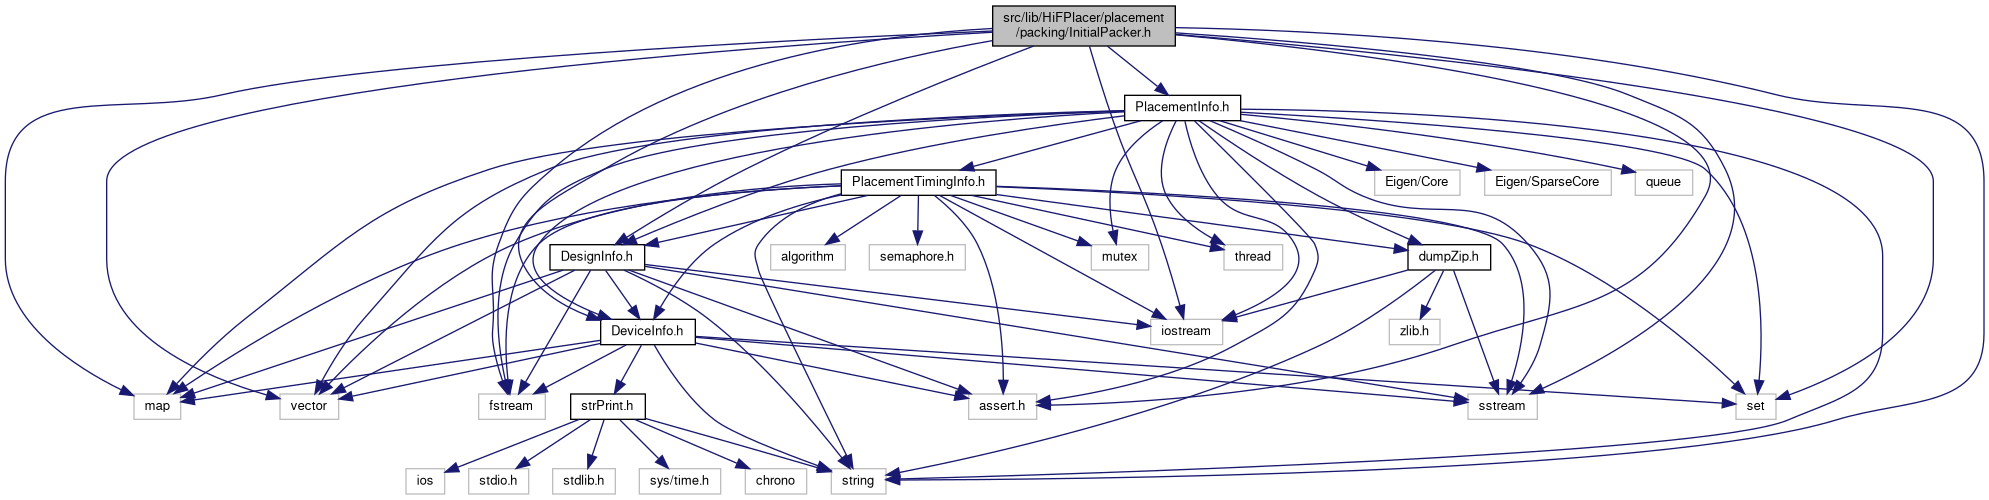 src/lib/HiFPlacer/placement
/packing/InitialPacker.h
PlacementInfo.h
PlacementTimingInfo.h
Eigen/Core
Eigen/SparseCore
queue
DesignInfo.h
algorithm
semaphore.h
mutex
thread
dumpZip.h
DeviceInfo.h
iostream
zlib.h
map
vector
fstream
strPrint.h
assert.h
sstream
set
ios
stdio.h
stdlib.h
sys/time.h
chrono
string